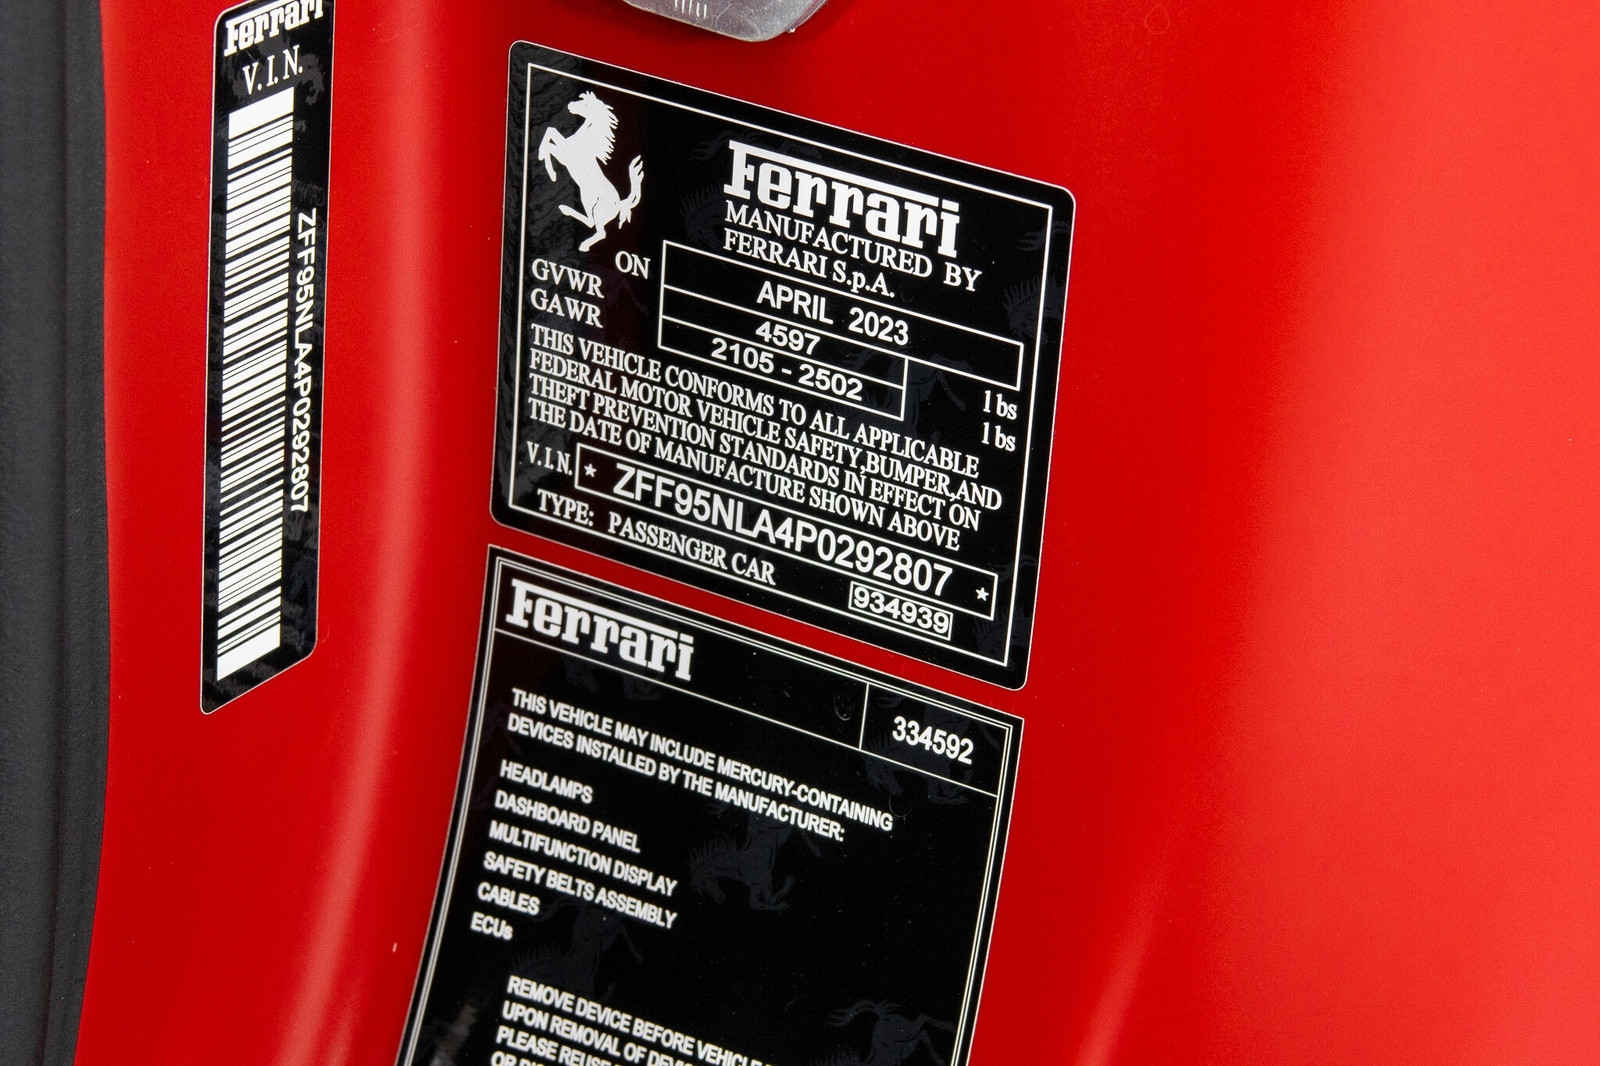 Ferrari
V.I.N.
ZFF95NLA4P0292807
Ferrari
MANUFACTURED BY
FERRARI S.p.A.
ON APRIL 2023
GVWR 4597 lbs
GAWR 2105 - 2502 lbs
THIS VEHICLE CONFORMS TO ALL APPLICABLE
FEDERAL MOTOR VEHICLE SAFETY,BUMPER,AND
THEFT PREVENTION STANDARDS IN EFFECT ON
THE DATE OF MANUFACTURE SHOWN ABOVE
V.I.N. * ZFF95NLA4P0292807 *
TYPE: PASSENGER CAR
934939
Ferrari
334592
THIS VEHICLE MAY INCLUDE MERCURY-CONTAINING
DEVICES INSTALLED BY THE MANUFACTURER:
HEADLAMPS
DASHBOARD PANEL
MULTIFUNCTION DISPLAY
SAFETY BELTS ASSEMBLY
CABLES
ECUs
REMOVE DEVICE BEFORE VEHICLE
UPON REMOVAL OF
PLEASE REUSE
OR